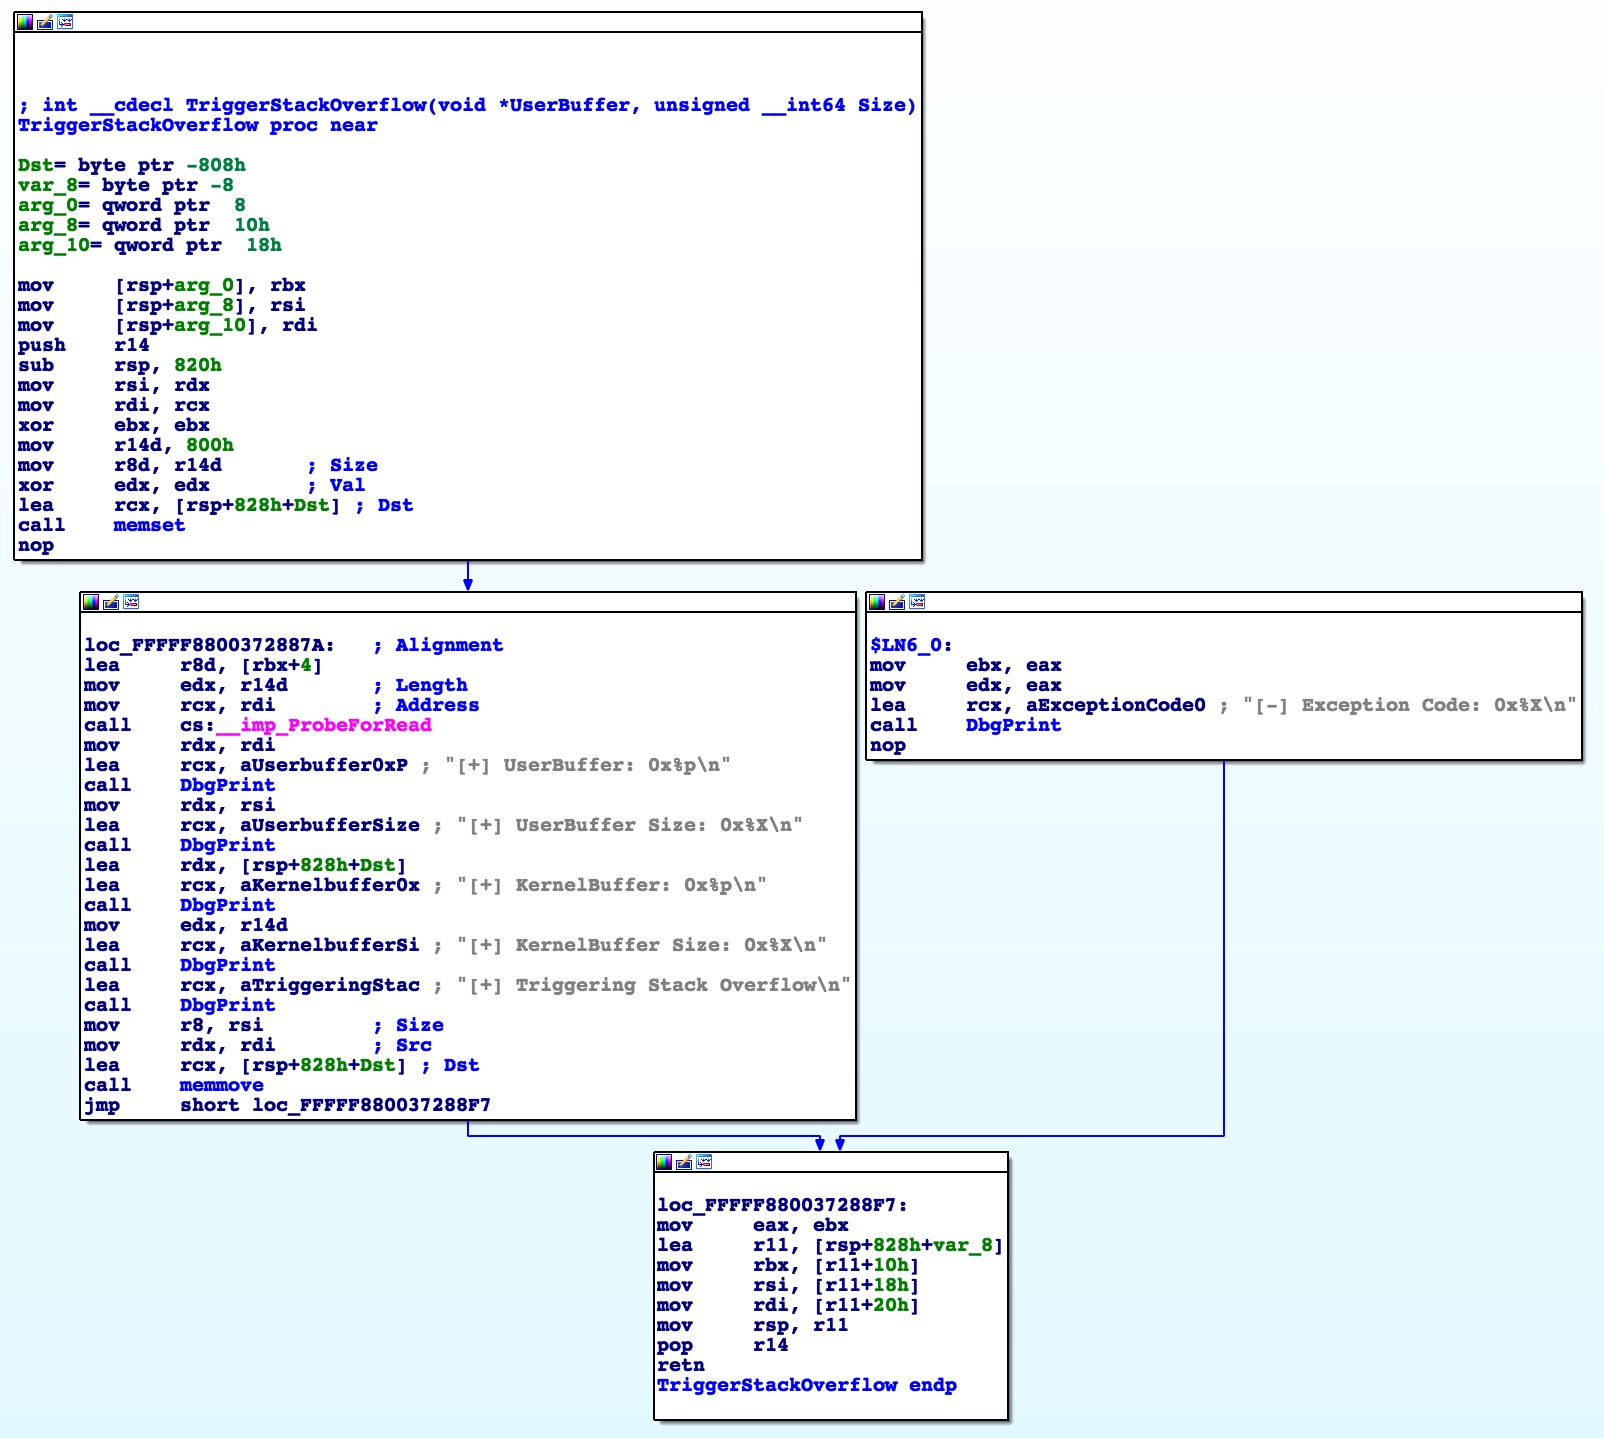 ; int __cdecl TriggerStackOverflow(void *UserBuffer, unsigned __int64 Size)
TriggerStackOverflow proc near
Dst= byte ptr -808h
var_8= byte ptr -8
arg_0= qword ptr  8
arg_8= qword ptr  10h
arg_10= qword ptr  18h
mov     [rsp+arg_0], rbx
mov     [rsp+arg_8], rsi
mov     [rsp+arg_10], rdi
push    r14
sub     rsp, 820h
mov     rsi, rdx
mov     rdi, rcx
xor     ebx, ebx
mov     r14d, 800h
mov     r8d, r14d       ; Size
xor     edx, edx        ; Val
lea     rcx, [rsp+828h+Dst] ; Dst
call    memset
nop
loc_FFFFF8800372887A:   ; Alignment
lea     r8d, [rbx+4]
mov     edx, r14d       ; Length
mov     rcx, rdi        ; Address
call    cs:__imp_ProbeForRead
mov     rdx, rdi
lea     rcx, aUserbuffer0xP ; "[+] UserBuffer: 0x%p\n"
call    DbgPrint
mov     rdx, rsi
lea     rcx, aUserbufferSize ; "[+] UserBuffer Size: 0x%X\n"
call    DbgPrint
lea     rdx, [rsp+828h+Dst]
lea     rcx, aKernelbuffer0x ; "[+] KernelBuffer: 0x%p\n"
call    DbgPrint
mov     edx, r14d
lea     rcx, aKernelbufferSi ; "[+] KernelBuffer Size: 0x%X\n"
call    DbgPrint
lea     rcx, aTriggeringStac ; "[+] Triggering Stack Overflow\n"
call    DbgPrint
mov     r8, rsi         ; Size
mov     rdx, rdi        ; Src
lea     rcx, [rsp+828h+Dst] ; Dst
call    memmove
jmp     short loc_FFFFF880037288F7
$LN6_0:
mov     ebx, eax
mov     edx, eax
lea     rcx, aExceptionCode0 ; "[-] Exception Code: 0x%X\n"
call    DbgPrint
nop
loc_FFFFF880037288F7:
mov     eax, ebx
lea     r11, [rsp+828h+var_8]
mov     rbx, [r11+10h]
mov     rsi, [r11+18h]
mov     rdi, [r11+20h]
mov     rsp, r11
pop     r14
retn
TriggerStackOverflow endp